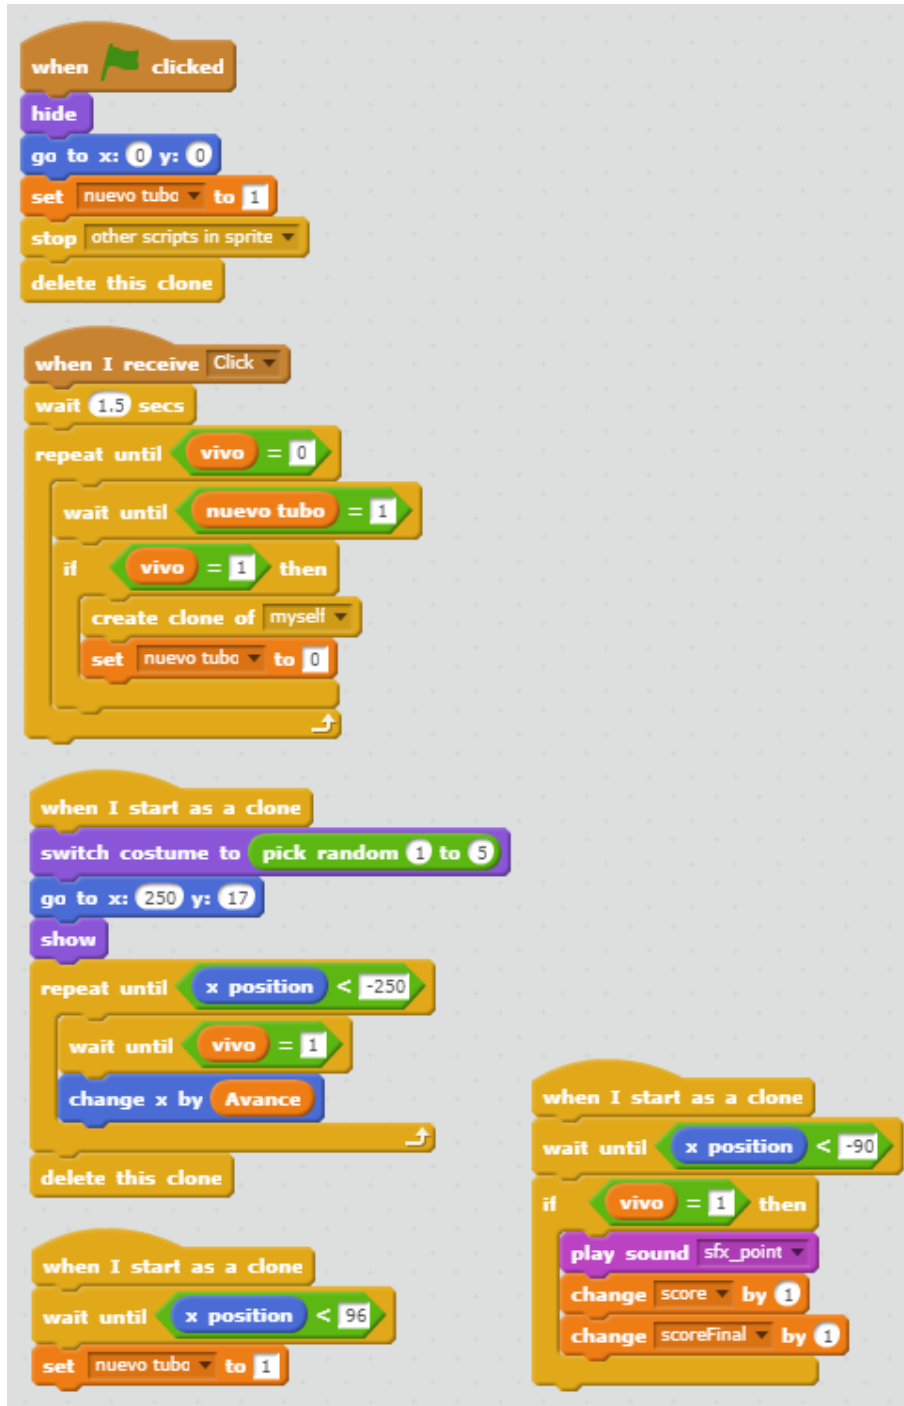 when clicked
hide
go to x: 0 y: 0
set nuevo tubo to 1
stop other scripts in sprite
delete this clone
when I receive Click
wait 1.5 secs
repeat until vivo = 0
wait until nuevo tubo = 1
if vivo = 1 then
create clone of myself
set nuevo tubo to 0
when I start as a clone
switch costume to pick random 1 to 5
go to x: 250 y: 17
show
repeat until x position < -250
wait until vivo = 1
change x by Avance
delete this clone
when I start as a clone
wait until x position < 96
set nuevo tubo to 1
when I start as a clone
wait until x position < -90
if vivo = 1 then
play sound sfx_point
change score by 1
change scoreFinal by 1